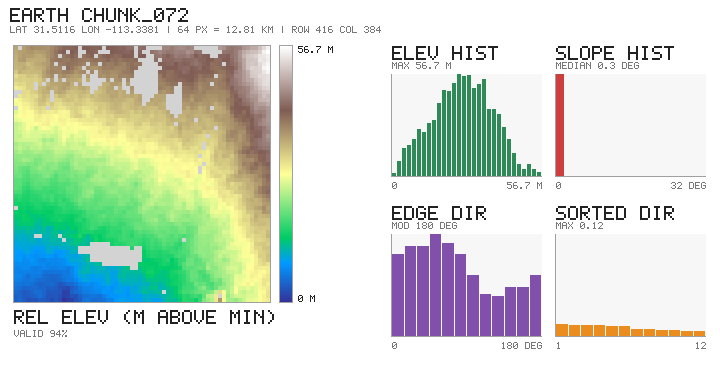 EARTH CHUNK_072
LAT 31.5116 LON -113.3381 | 64 PX = 12.81 KM | ROW 416 COL 384
56.7 M
0 M
REL ELEV (M ABOVE MIN)
VALID 94%
ELEV HIST
MAX 56.7 M
0 56.7 M
SLOPE HIST
MEDIAN 0.3 DEG
0 32 DEG
EDGE DIR
MOD 180 DEG
0 180 DEG
SORTED DIR
MAX 0.12
1 12